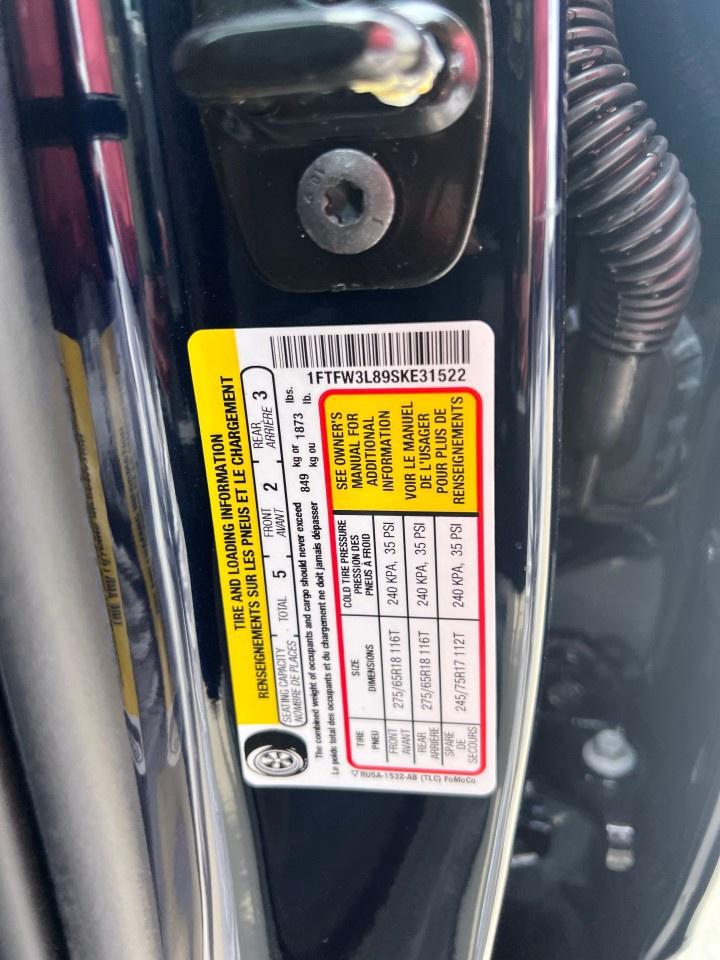 TIRE AND LOADING INFORMATION
RENSEIGNEMENTS SUR LES PNEUS ET LE CHARGEMENT
SEATING CAPACITY TOTAL 5 FRONT 2 REAR 3
NOMBRE DE PLACES AVANT ARRIÈRE
The combined weight of occupants and cargo should never exceed 849 kg or 1873 lbs.
Le poids total des occupants et du chargement ne doit jamais dépasser kg ou lb.
1FTFW3L89SKE31522
TIRE SIZE COLD TIRE PRESSURE
PNEU DIMENSIONS PRESSION DES
PNEUS À FROID
FRONT 275/65R18 116T 240 KPA, 35 PSI
AVANT
REAR 275/65R18 116T 240 KPA, 35 PSI
ARRIÈRE
SPARE 245/75R17 112T 240 KPA, 35 PSI
DE
SECOURS
SEE OWNER'S
MANUAL FOR
ADDITIONAL
INFORMATION
VOIR LE MANUEL
DE L'USAGER
POUR PLUS DE
RENSEIGNEMENTS
RU5A-1532-AB (TLC) FoMoCo